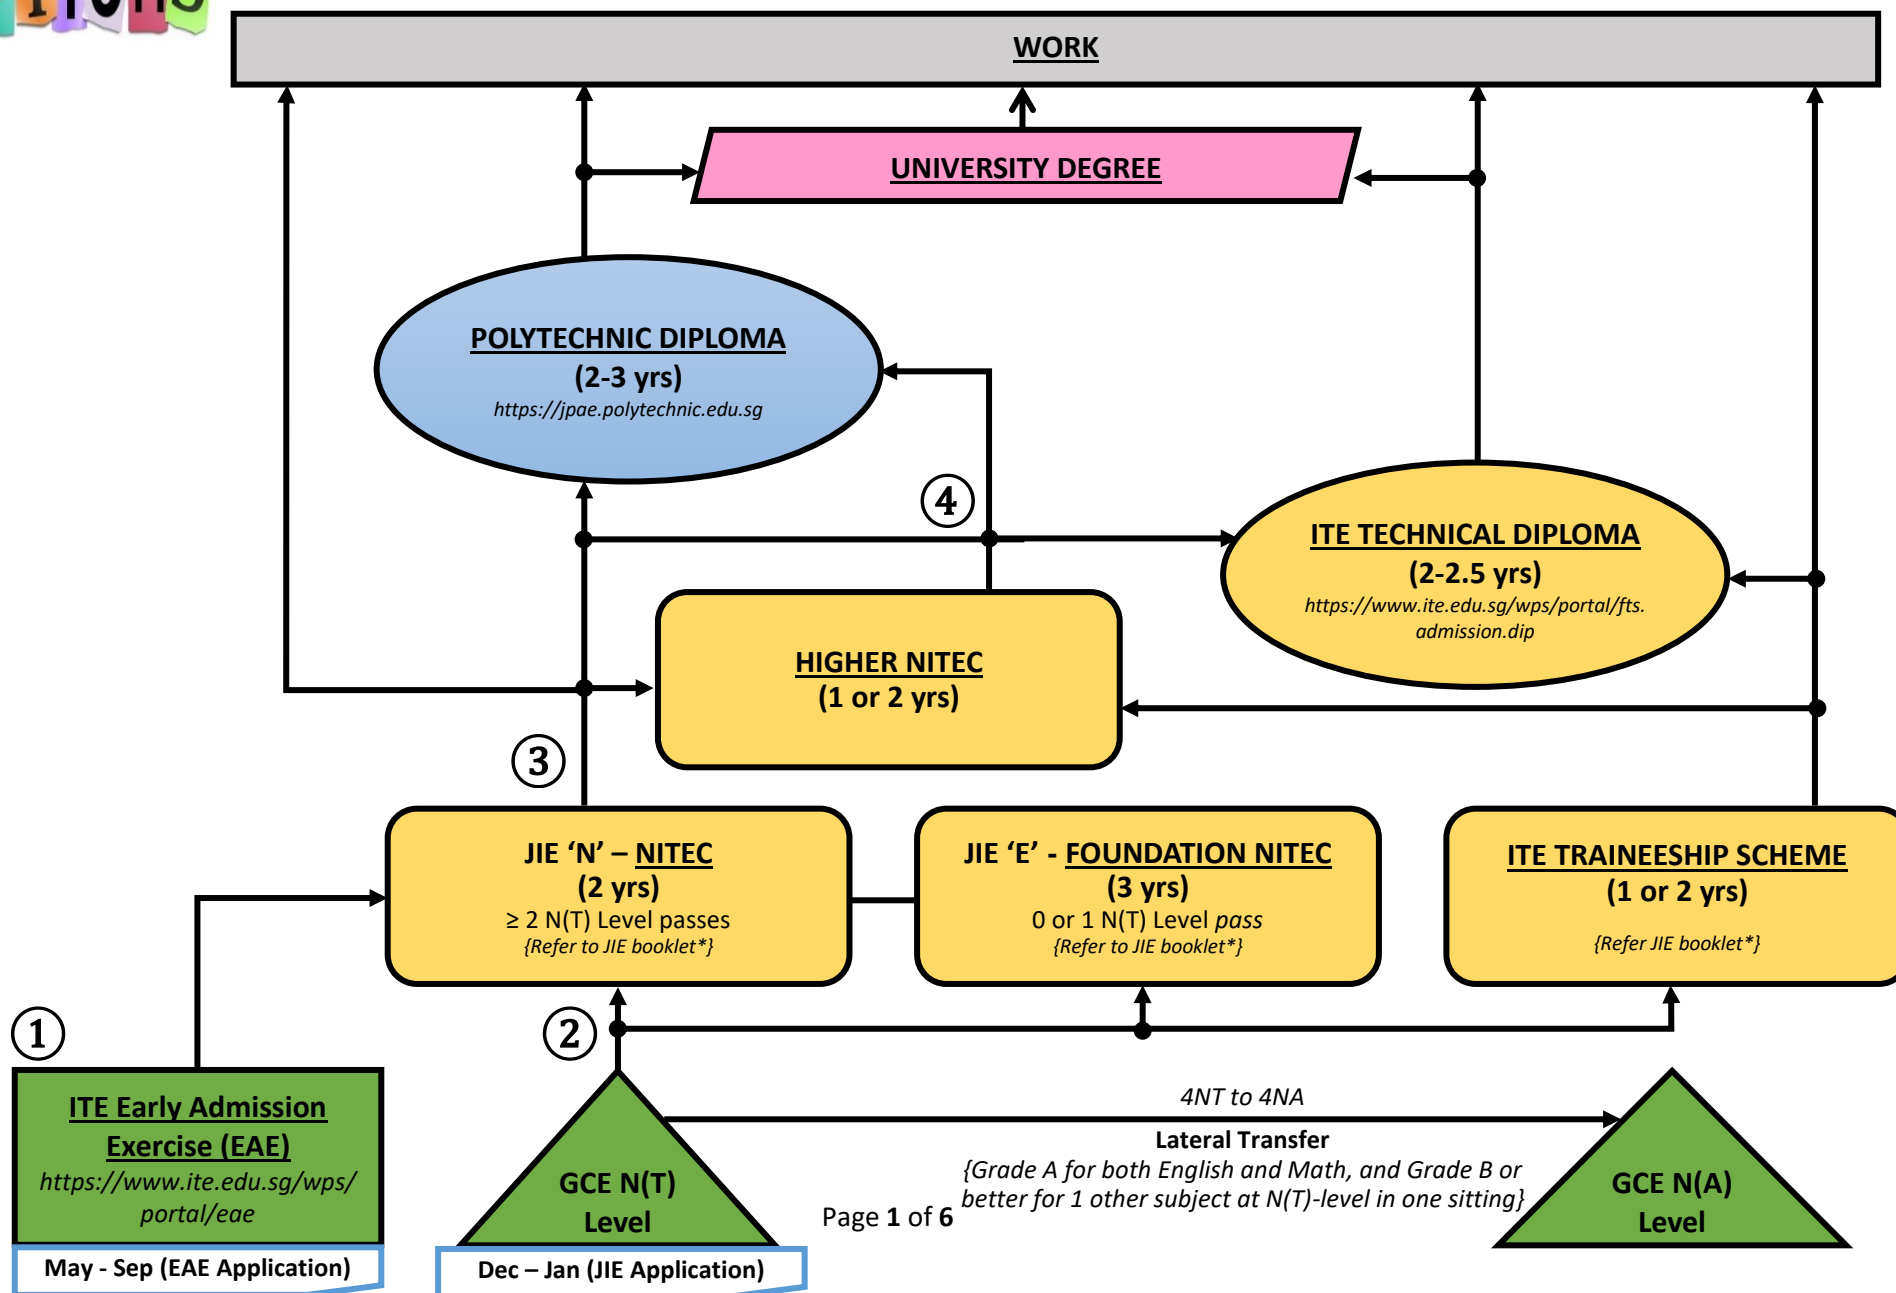 WORK
UNIVERSITY DEGREE
POLYTECHNIC DIPLOMA
(2-3 yrs)
https://jpae.polytechnic.edu.sg
④
ITE TECHNICAL DIPLOMA
(2-2.5 yrs)
https://www.ite.edu.sg/wps/portal/fts.
admission.dip
HIGHER NITEC
(1 or 2 yrs)
③
JIE ‘N’ – NITEC
(2 yrs)
≥ 2 N(T) Level passes
{Refer to JIE booklet*}
JIE ‘E’ - FOUNDATION NITEC
(3 yrs)
0 or 1 N(T) Level pass
{Refer to JIE booklet*}
ITE TRAINEESHIP SCHEME
(1 or 2 yrs)
{Refer JIE booklet*}
①
②
ITE Early Admission
Exercise (EAE)
https://www.ite.edu.sg/wps/
portal/eae
May - Sep (EAE Application)
GCE N(T)
Level
Dec – Jan (JIE Application)
4NT to 4NA
Lateral Transfer
{Grade A for both English and Math, and Grade B or
better for 1 other subject at N(T)-level in one sitting}
Page 1 of 6
GCE N(A)
Level